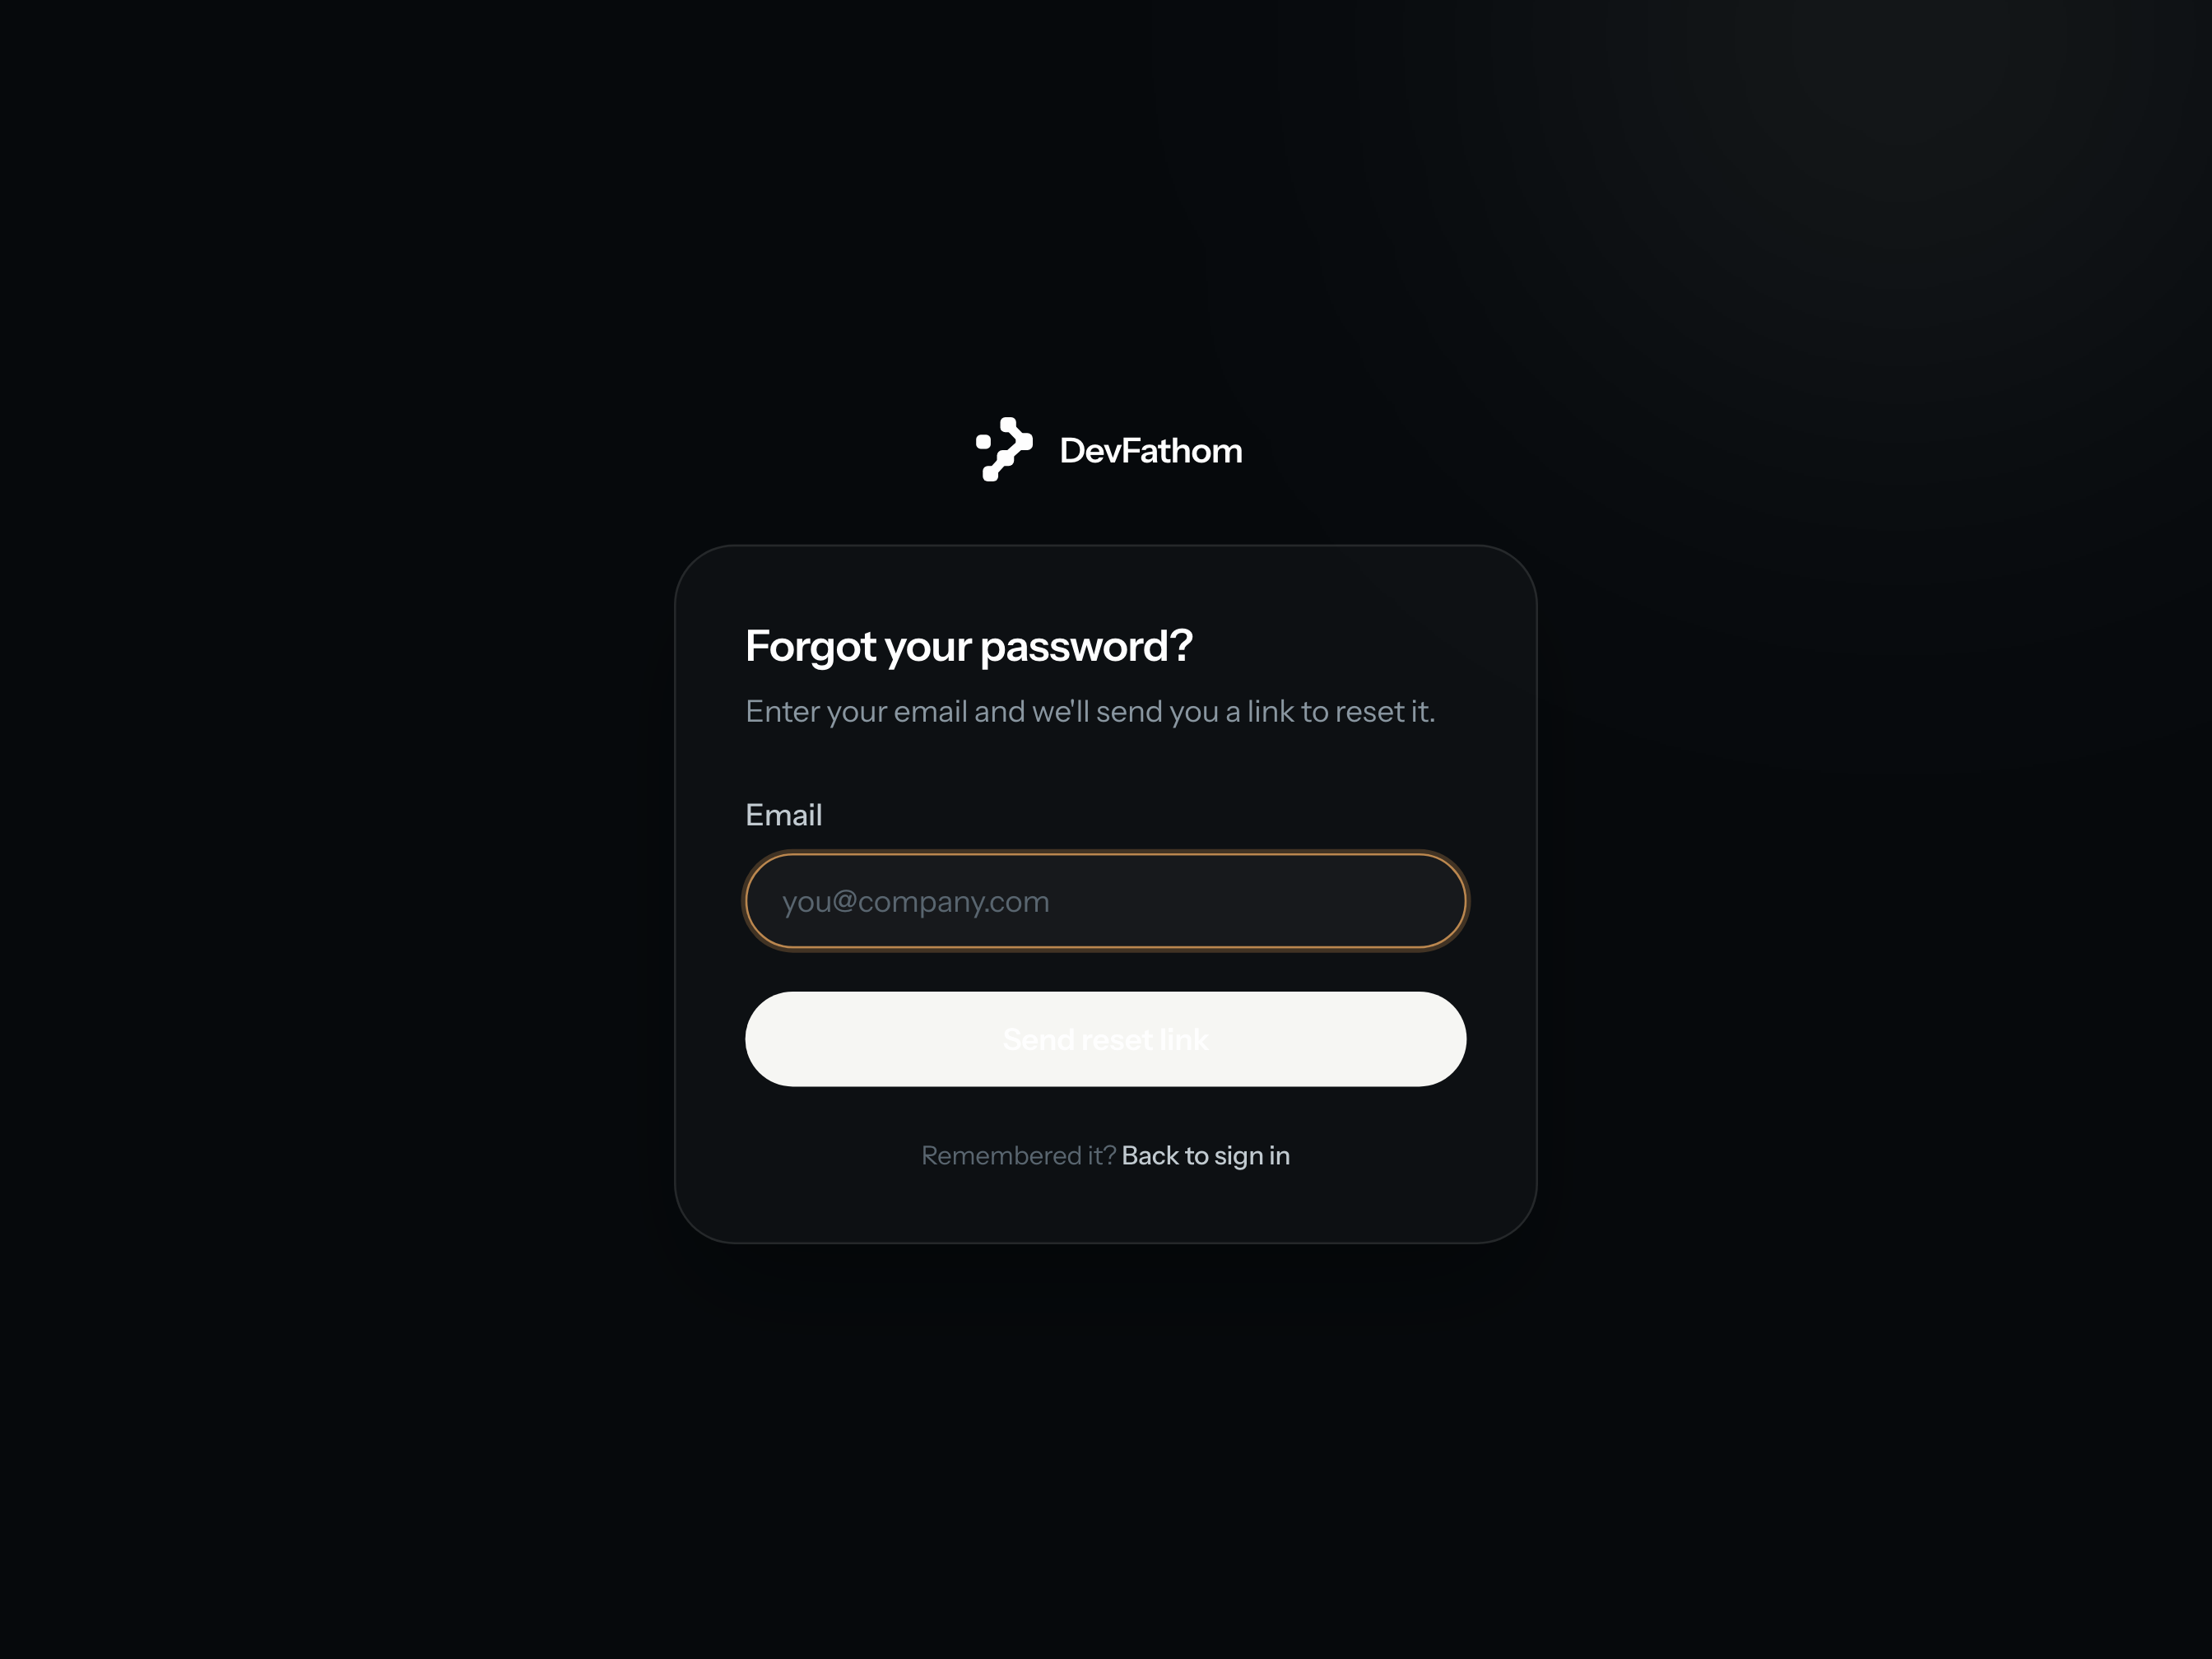 DevFathom
Forgot your password?
Enter your email and we'll send you a link to reset it.
Email
you@company.com
Send reset link
Remembered it? Back to sign in